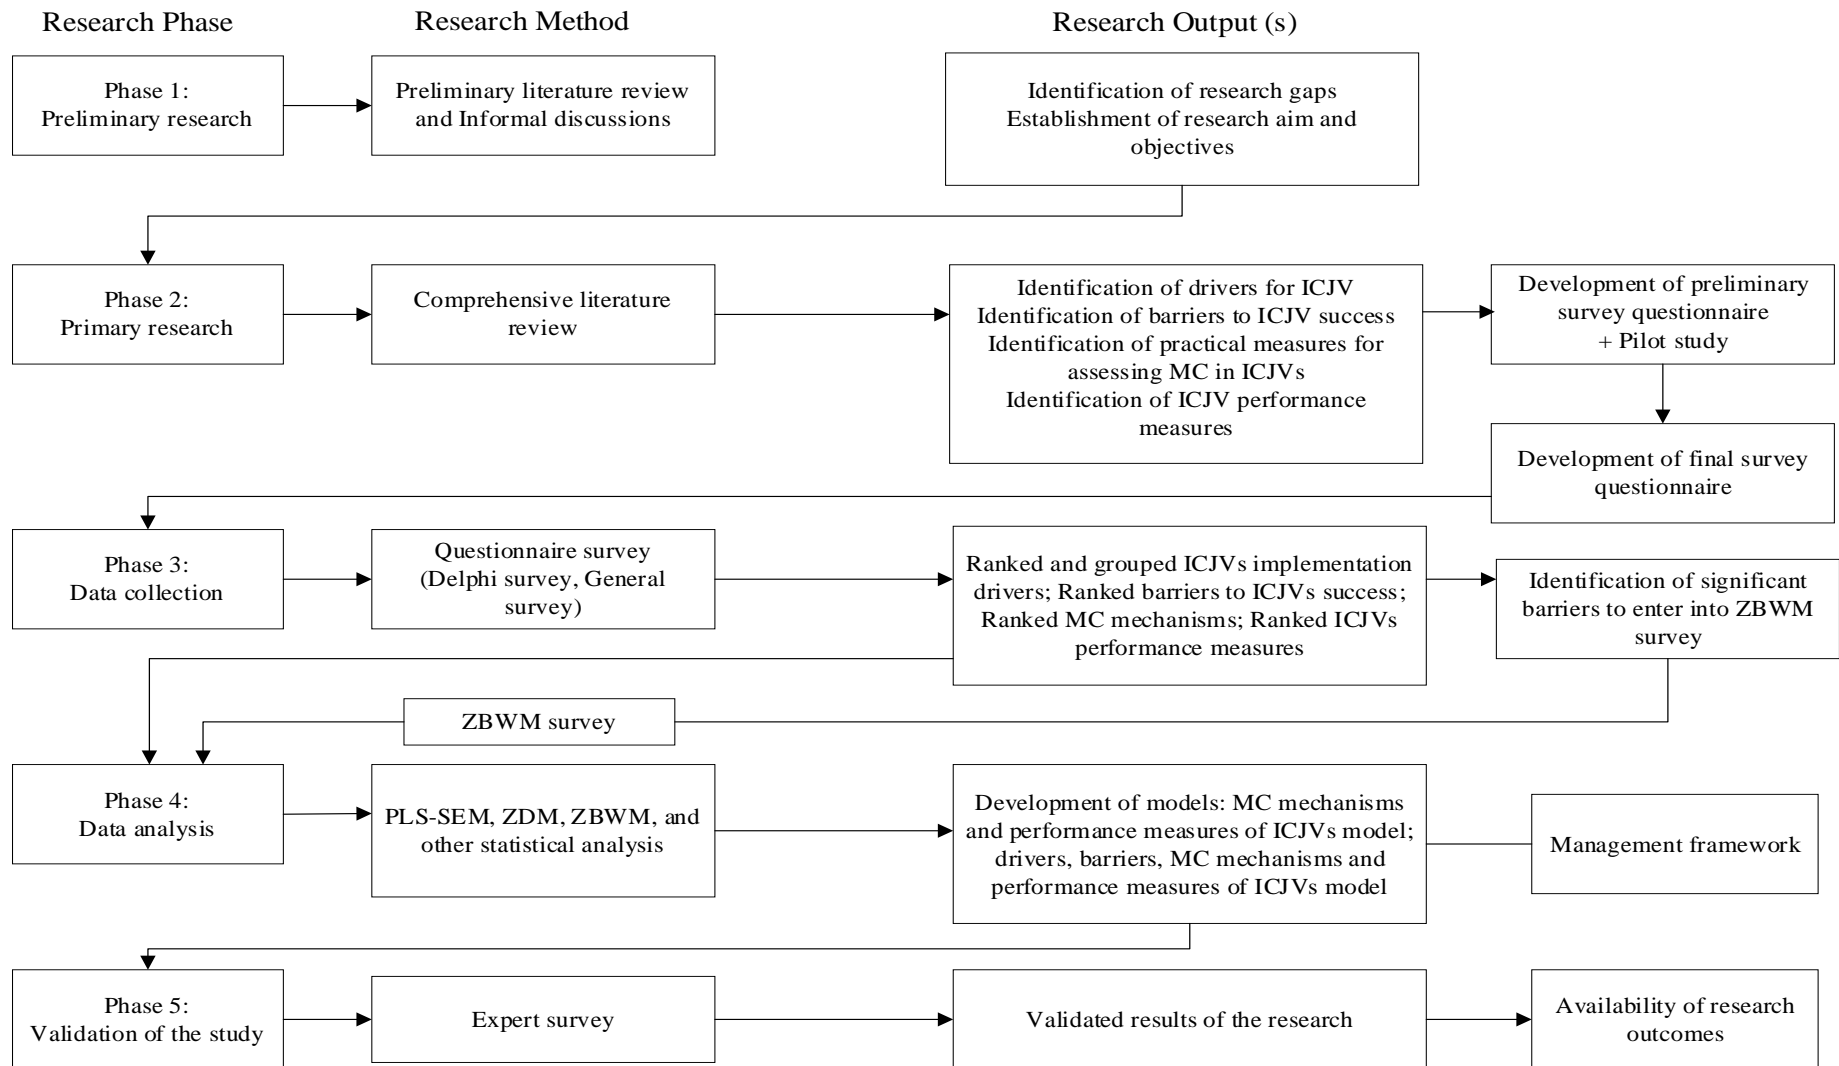 Research Phase
Research Method
Research Output (s)
Phase 1:
Preliminary research
Preliminary literature review
and Informal discussions
Identification of research gaps
Establishment of research aim and
objectives
Phase 2:
Primary research
Comprehensive literature
review
Identification of drivers for ICJV
Identification of barriers to ICJV success
Identification of practical measures for
assessing MC in ICJVs
Identification of ICJV performance
measures
Development of preliminary
survey questionnaire
+ Pilot study
Development of final survey
questionnaire
Phase 3:
Data collection
Questionnaire survey
(Delphi survey, General
survey)
Ranked and grouped ICJVs implementation
drivers; Ranked barriers to ICJVs success;
Ranked MC mechanisms; Ranked ICJVs
performance measures
Identification of significant
barriers to enter into ZBWM
survey
ZBWM survey
Phase 4:
Data analysis
PLS-SEM, ZDM, ZBWM, and
other statistical analysis
Development of models: MC mechanisms
and performance measures of ICJVs model;
drivers, barriers, MC mechanisms and
performance measures of ICJVs model
Management framework
Phase 5:
Validation of the study
Expert survey
Validated results of the research
Availability of research
outcomes